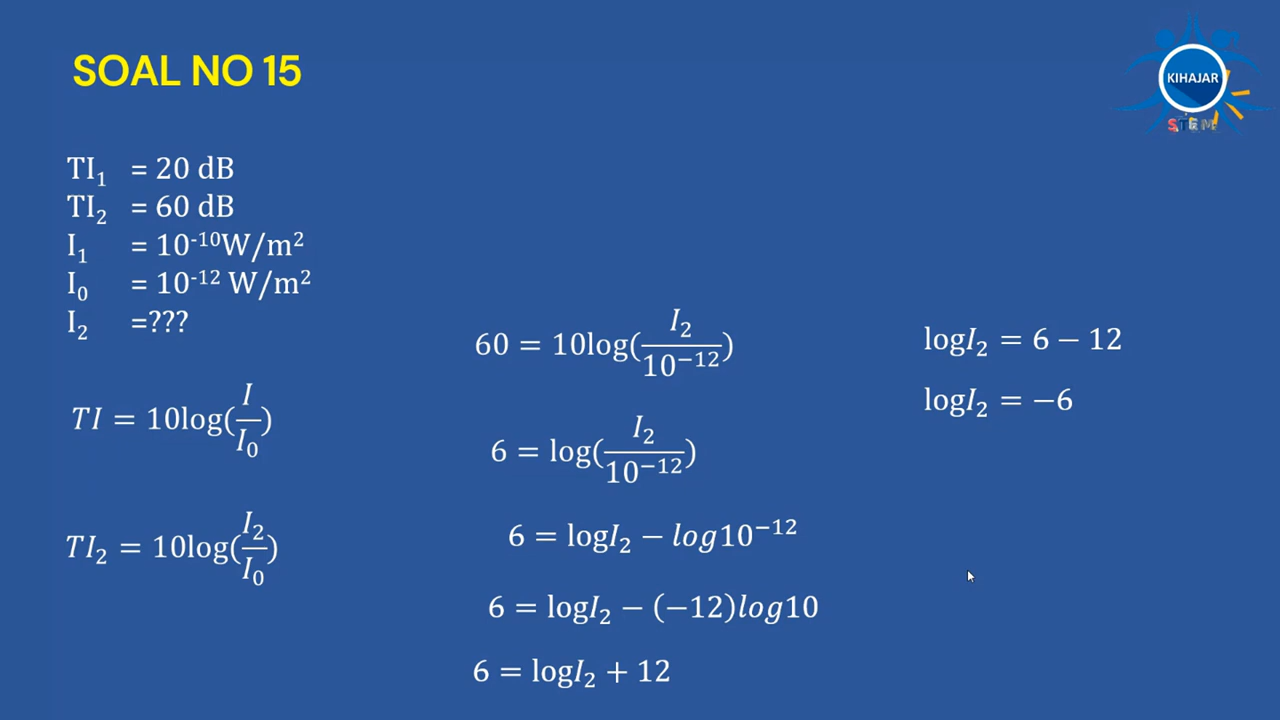 SOAL NO 15
KIHAJAR
STEM
TI₁ = 20 dB
TI₂ = 60 dB
I₁ = 10⁻¹⁰W/m²
I₀ = 10⁻¹² W/m²
I₂ =???
TI = 10log(I/I₀)
TI₂ = 10log(I₂/I₀)
60 = 10log(I₂/10⁻¹²)
6 = log(I₂/10⁻¹²)
6 = logI₂ − log10⁻¹²
6 = logI₂ − (−12)log10
6 = logI₂ + 12
logI₂ = 6 − 12
logI₂ = −6